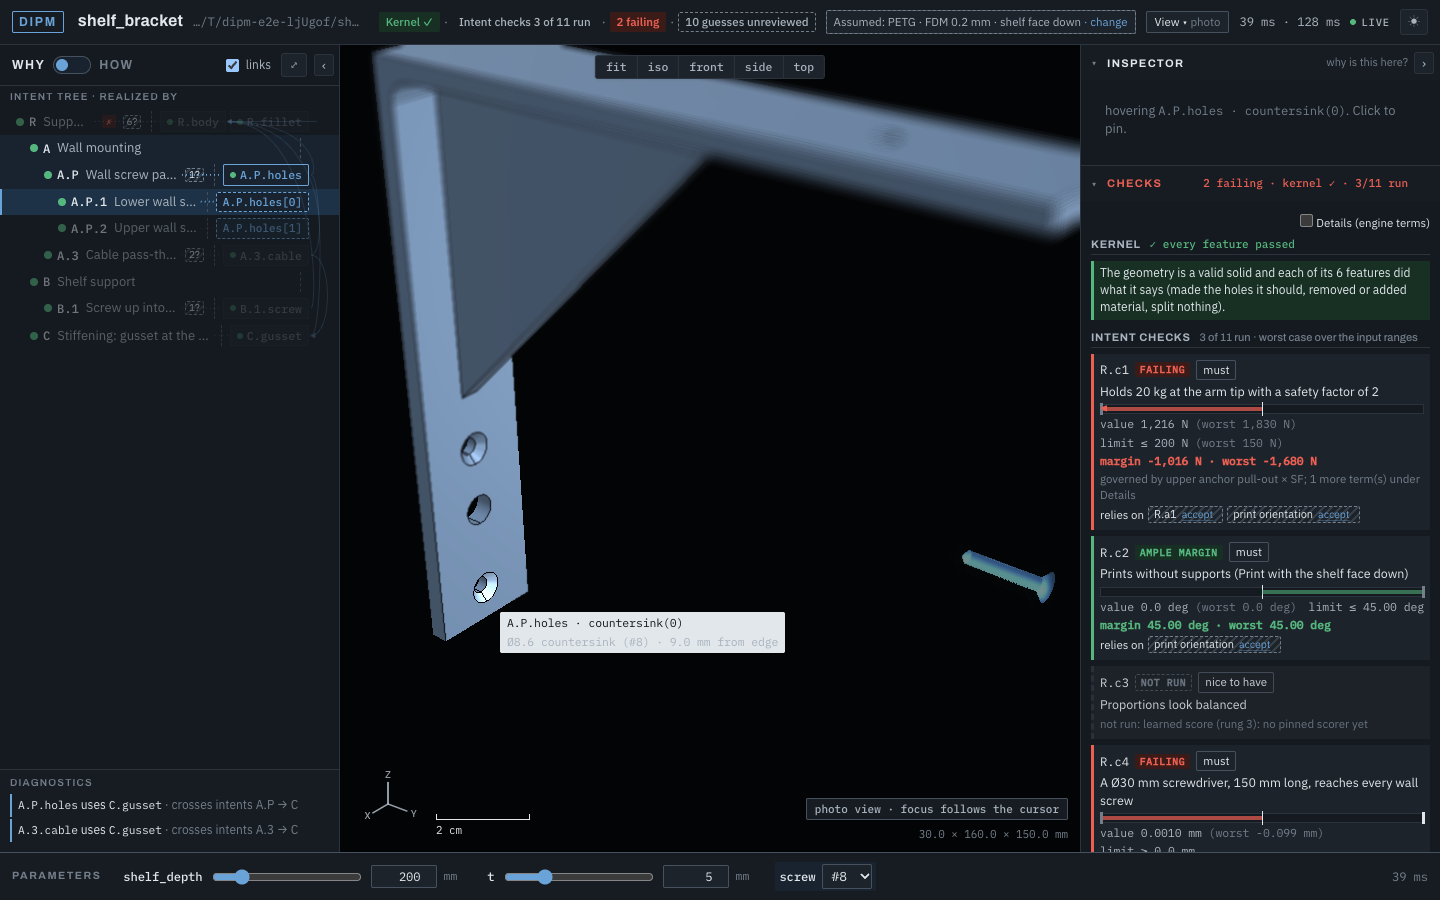 DIPM shelf_bracket …/T/dipm-e2e-ljUgof/sh… Kernel ✓ · Intent checks 3 of 11 run · 2 failing · 10 guesses unreviewed Assumed: PETG · FDM 0.2 mm · shelf face down · change View • photo 39 ms · 128 ms LIVE
WHY HOW links
INTENT TREE · REALIZED BY
R Supp… ✗ 6? R.body R.fillet
A Wall mounting
A.P Wall screw pa… 1? A.P.holes
A.P.1 Lower wall s… A.P.holes[0]
A.P.2 Upper wall s… A.P.holes[1]
A.3 Cable pass-th… 2? A.3.cable
B Shelf support
B.1 Screw up into… 1? B.1.screw
C Stiffening: gusset at the … C.gusset
DIAGNOSTICS
A.P.holes uses C.gusset · crosses intents A.P → C
A.3.cable uses C.gusset · crosses intents A.3 → C
fit iso front side top
A.P.holes · countersink(0)
Ø8.6 countersink (#8) · 9.0 mm from edge
Z
X Y
2 cm
photo view · focus follows the cursor
30.0 × 160.0 × 150.0 mm
INSPECTOR why is this here?
hovering A.P.holes · countersink(0). Click to
pin.
CHECKS 2 failing · kernel ✓ · 3/11 run
Details (engine terms)
KERNEL ✓ every feature passed
The geometry is a valid solid and each of its 6 features did
what it says (made the holes it should, removed or added
material, split nothing).
INTENT CHECKS 3 of 11 run · worst case over the input ranges
R.c1 FAILING must
Holds 20 kg at the arm tip with a safety factor of 2
value 1,216 N (worst 1,830 N)
limit ≤ 200 N (worst 150 N)
margin -1,016 N · worst -1,680 N
governed by upper anchor pull-out × SF; 1 more term(s) under
Details
relies on R.a1 accept print orientation accept
R.c2 AMPLE MARGIN must
Prints without supports (Print with the shelf face down)
value 0.0 deg (worst 0.0 deg) limit ≤ 45.00 deg
margin 45.00 deg · worst 45.00 deg
relies on print orientation accept
R.c3 NOT RUN nice to have
Proportions look balanced
not run: learned score (rung 3): no pinned scorer yet
R.c4 FAILING must
A Ø30 mm screwdriver, 150 mm long, reaches every wall
screw
value 0.0010 mm (worst -0.099 mm)
PARAMETERS shelf_depth 200 mm t 5 mm screw #8 39 ms